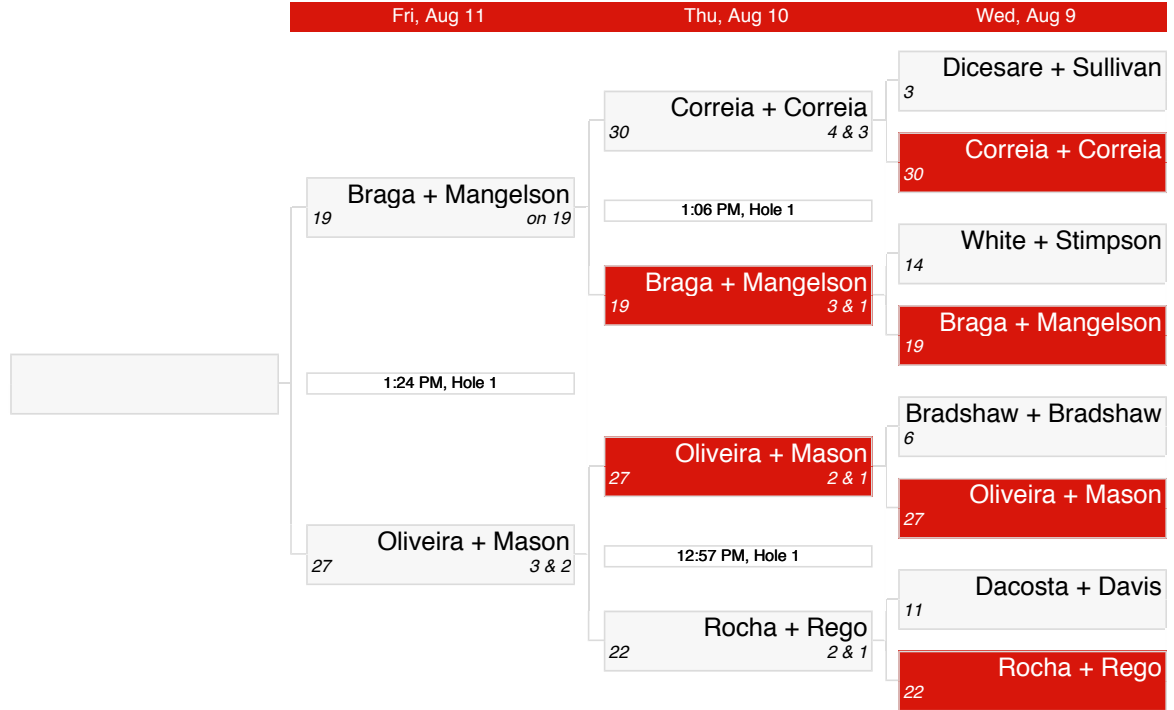 Fri, Aug 11 Thu, Aug 10 Wed, Aug 9
Dicesare + Sullivan
3
Correia + Correia
30 4 & 3
Correia + Correia
30
Braga + Mangelson
19 on 19
1:06 PM, Hole 1
White + Stimpson
14
Braga + Mangelson
19 3 & 1
Braga + Mangelson
19
1:24 PM, Hole 1
Bradshaw + Bradshaw
6
Oliveira + Mason
27 2 & 1
Oliveira + Mason
27
Oliveira + Mason
27 3 & 2
12:57 PM, Hole 1
Dacosta + Davis
11
Rocha + Rego
22 2 & 1
Rocha + Rego
22